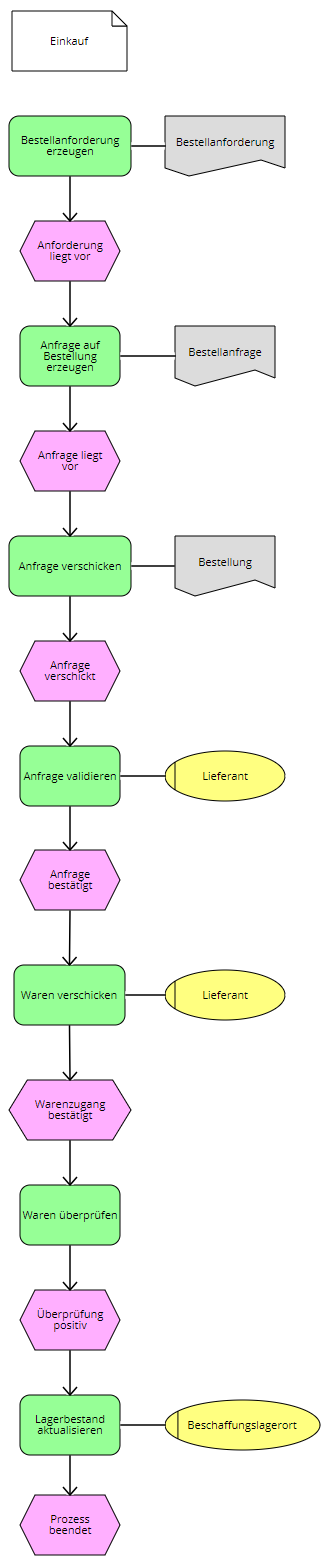 Einkauf
Bestellanforderung
erzeugen
Bestellanforderung
Anforderung
liegt vor
Anfrage auf
Bestellung
erzeugen
Bestellanfrage
Anfrage liegt
vor
Anfrage verschicken
Bestellung
Anfrage
verschickt
Anfrage validieren
Lieferant
Anfrage
bestätigt
Waren verschicken
Lieferant
Warenzugang
bestätigt
Waren überprüfen
Überprüfung
positiv
Lagerbestand
aktualisieren
Beschaffungslagerort
Prozess
beendet